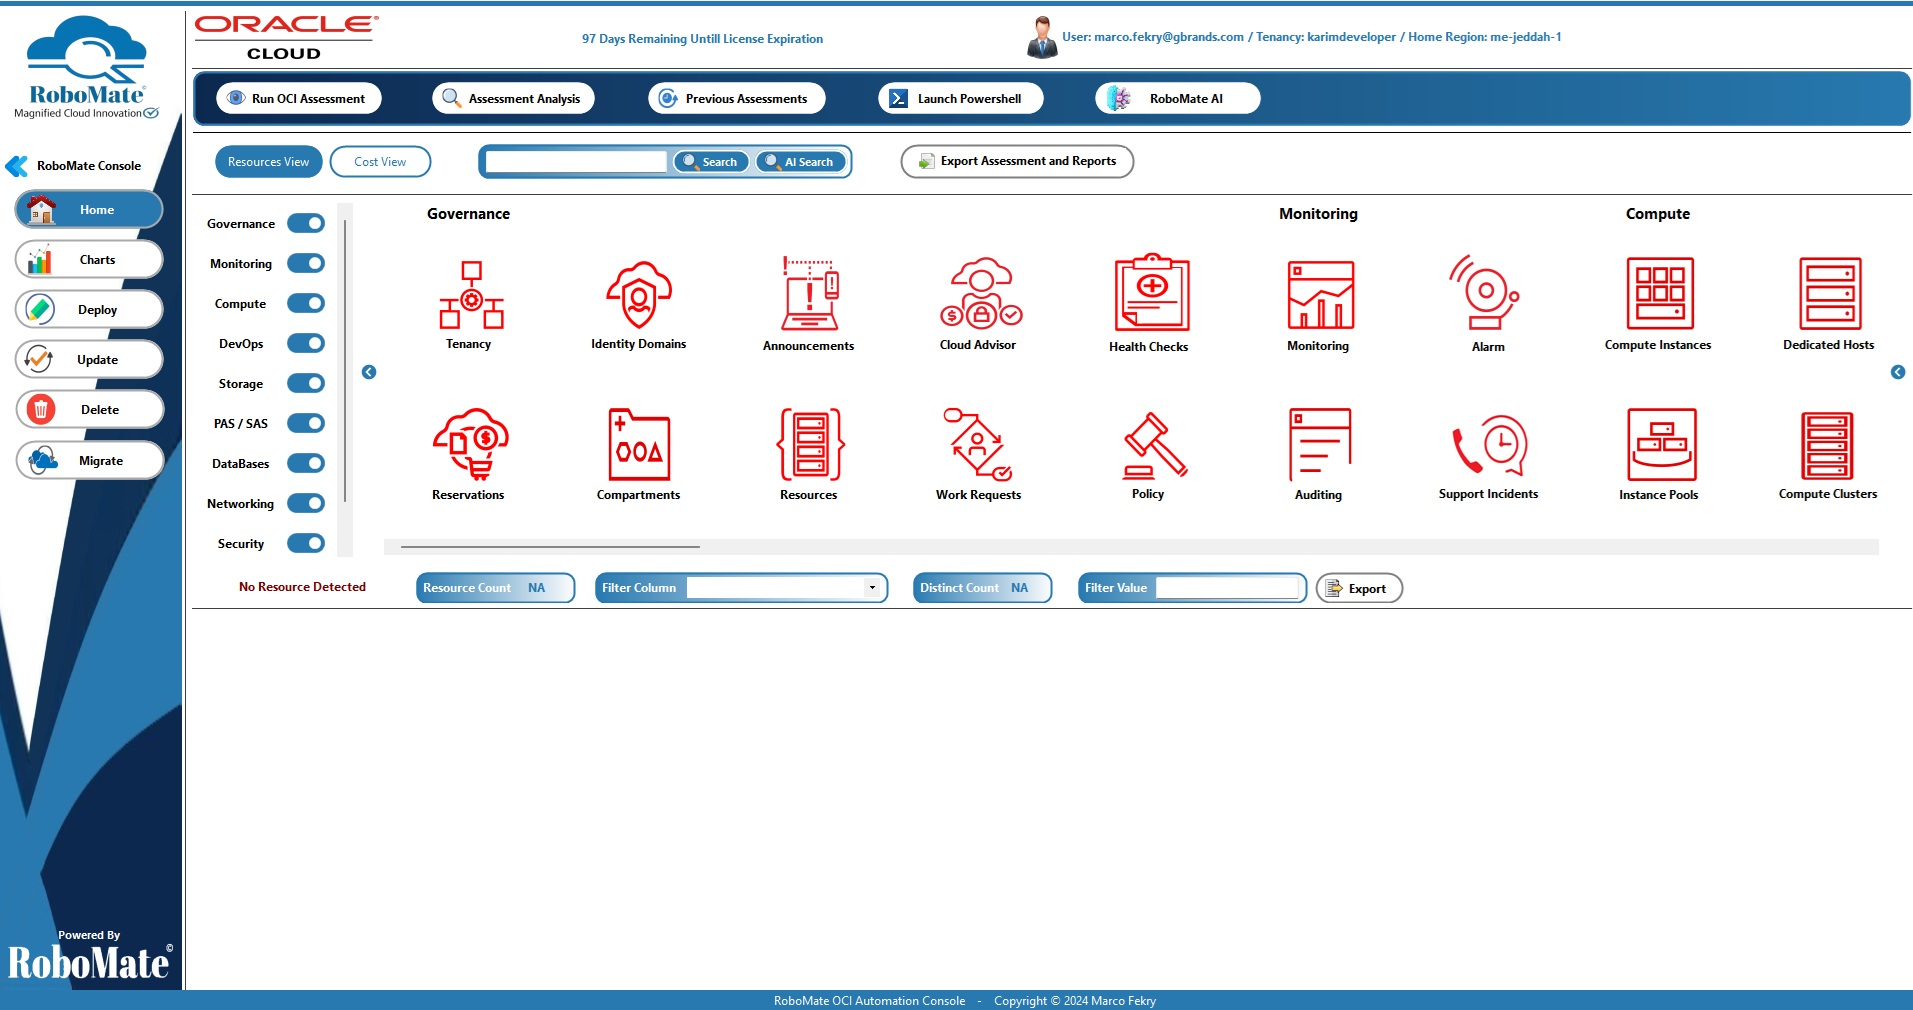 RoboMate©
Magnified Cloud Innovation
RoboMate Console
Home
Charts
Deploy
Update
Delete
Migrate
Powered By
RoboMate©
ORACLE®
CLOUD
97 Days Remaining Untill License Expiration
User: marco.fekry@gbrands.com / Tenancy: karimdeveloper / Home Region: me-jeddah-1
Run OCI Assessment
Assessment Analysis
Previous Assessments
Launch Powershell
RoboMate AI
Resources View
Cost View
Search
AI Search
Export Assessment and Reports
Governance
Monitoring
Compute
DevOps
Storage
PAS / SAS
DataBases
Networking
Security
Governance
Monitoring
Compute
Tenancy
Identity Domains
Announcements
Cloud Advisor
Health Checks
Monitoring
Alarm
Compute Instances
Dedicated Hosts
Reservations
Compartments
Resources
Work Requests
Policy
Auditing
Support Incidents
Instance Pools
Compute Clusters
No Resource Detected
Resource Count NA
Filter Column
Distinct Count NA
Filter Value
Export
RoboMate OCI Automation Console - Copyright © 2024 Marco Fekry